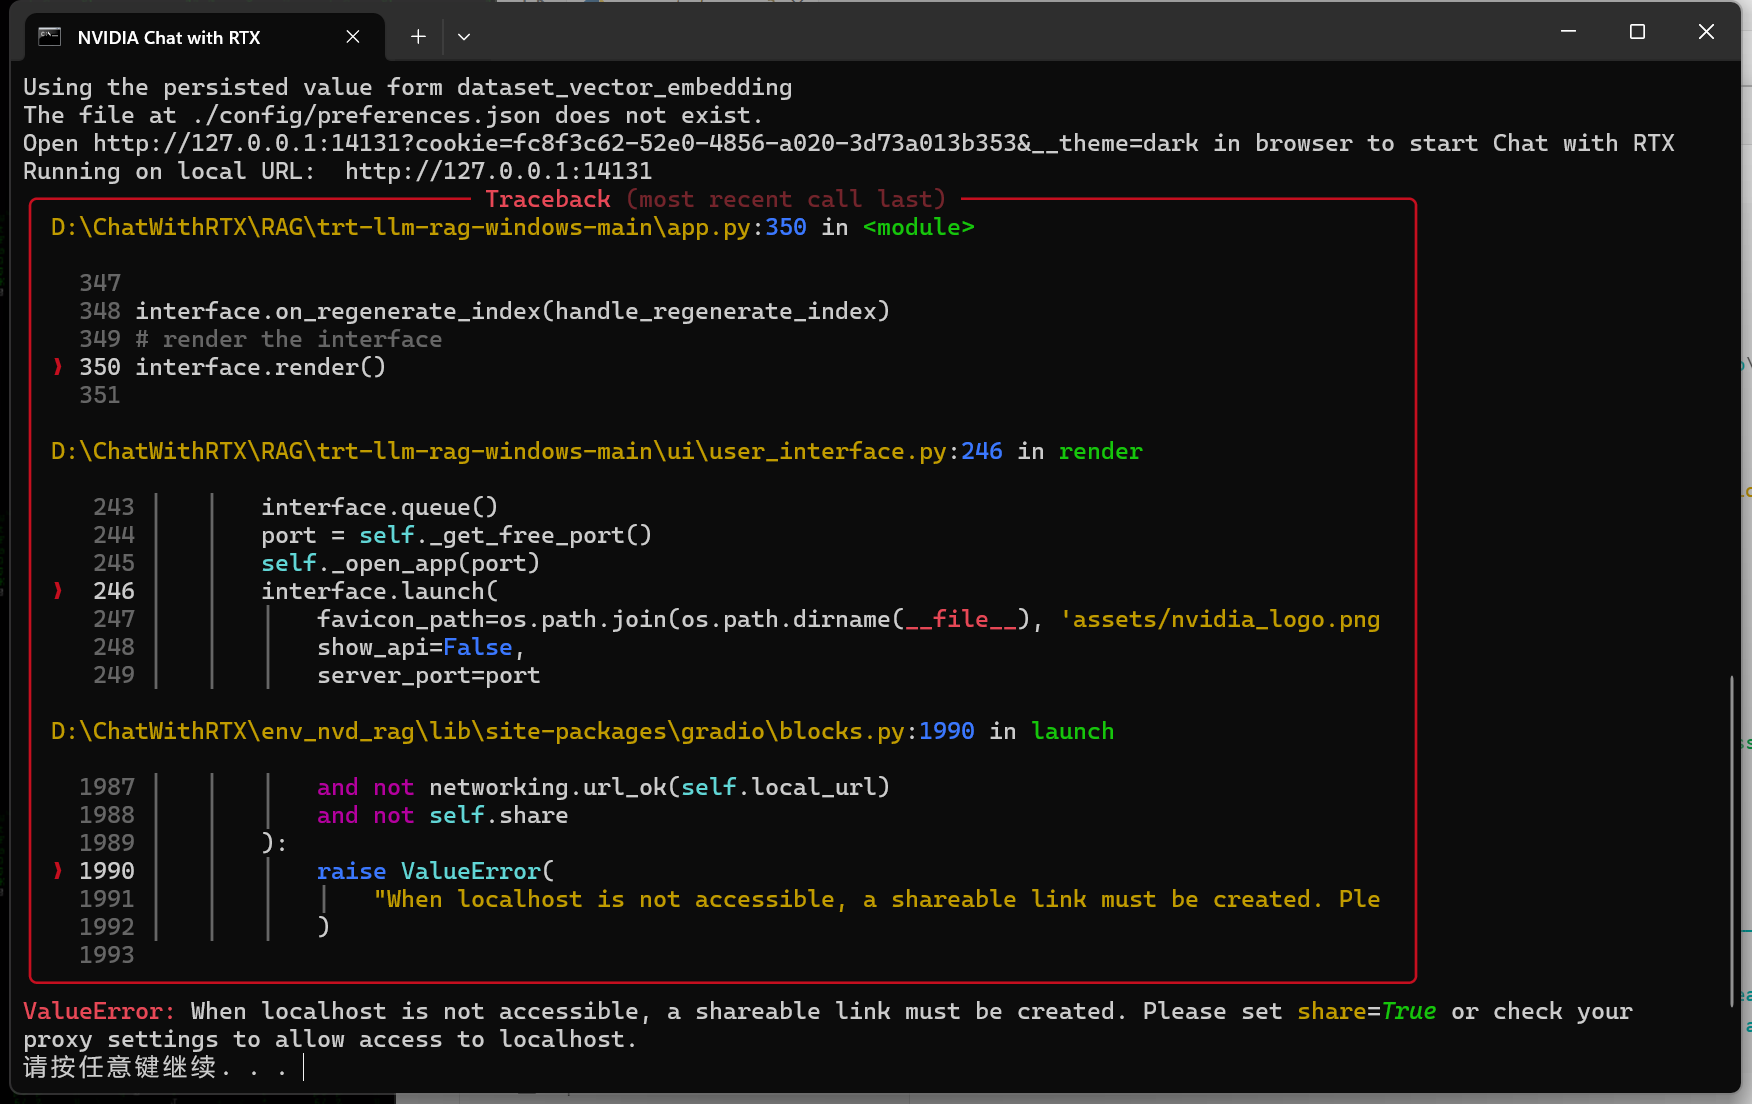 NVIDIA Chat with RTX
Using the persisted value form dataset_vector_embedding
The file at ./config/preferences.json does not exist.
Open http://127.0.0.1:14131?cookie=fc8f3c62-52e0-4856-a020-3d73a013b353&__theme=dark in browser to start Chat with RTX
Running on local URL:  http://127.0.0.1:14131
Traceback (most recent call last)
D:\ChatWithRTX\RAG\trt-llm-rag-windows-main\app.py:350 in <module>
347
348 interface.on_regenerate_index(handle_regenerate_index)
349 # render the interface
❱ 350 interface.render()
351
D:\ChatWithRTX\RAG\trt-llm-rag-windows-main\ui\user_interface.py:246 in render
243 interface.queue()
244 port = self._get_free_port()
245 self._open_app(port)
❱ 246 interface.launch(
247 favicon_path=os.path.join(os.path.dirname(__file__), 'assets/nvidia_logo.png
248 show_api=False,
249 server_port=port
D:\ChatWithRTX\env_nvd_rag\lib\site-packages\gradio\blocks.py:1990 in launch
1987 and not networking.url_ok(self.local_url)
1988 and not self.share
1989 ):
❱ 1990 raise ValueError(
1991 "When localhost is not accessible, a shareable link must be created. Ple
1992 )
1993
ValueError: When localhost is not accessible, a shareable link must be created. Please set share=True or check your
proxy settings to allow access to localhost.
请按任意键继续. . .